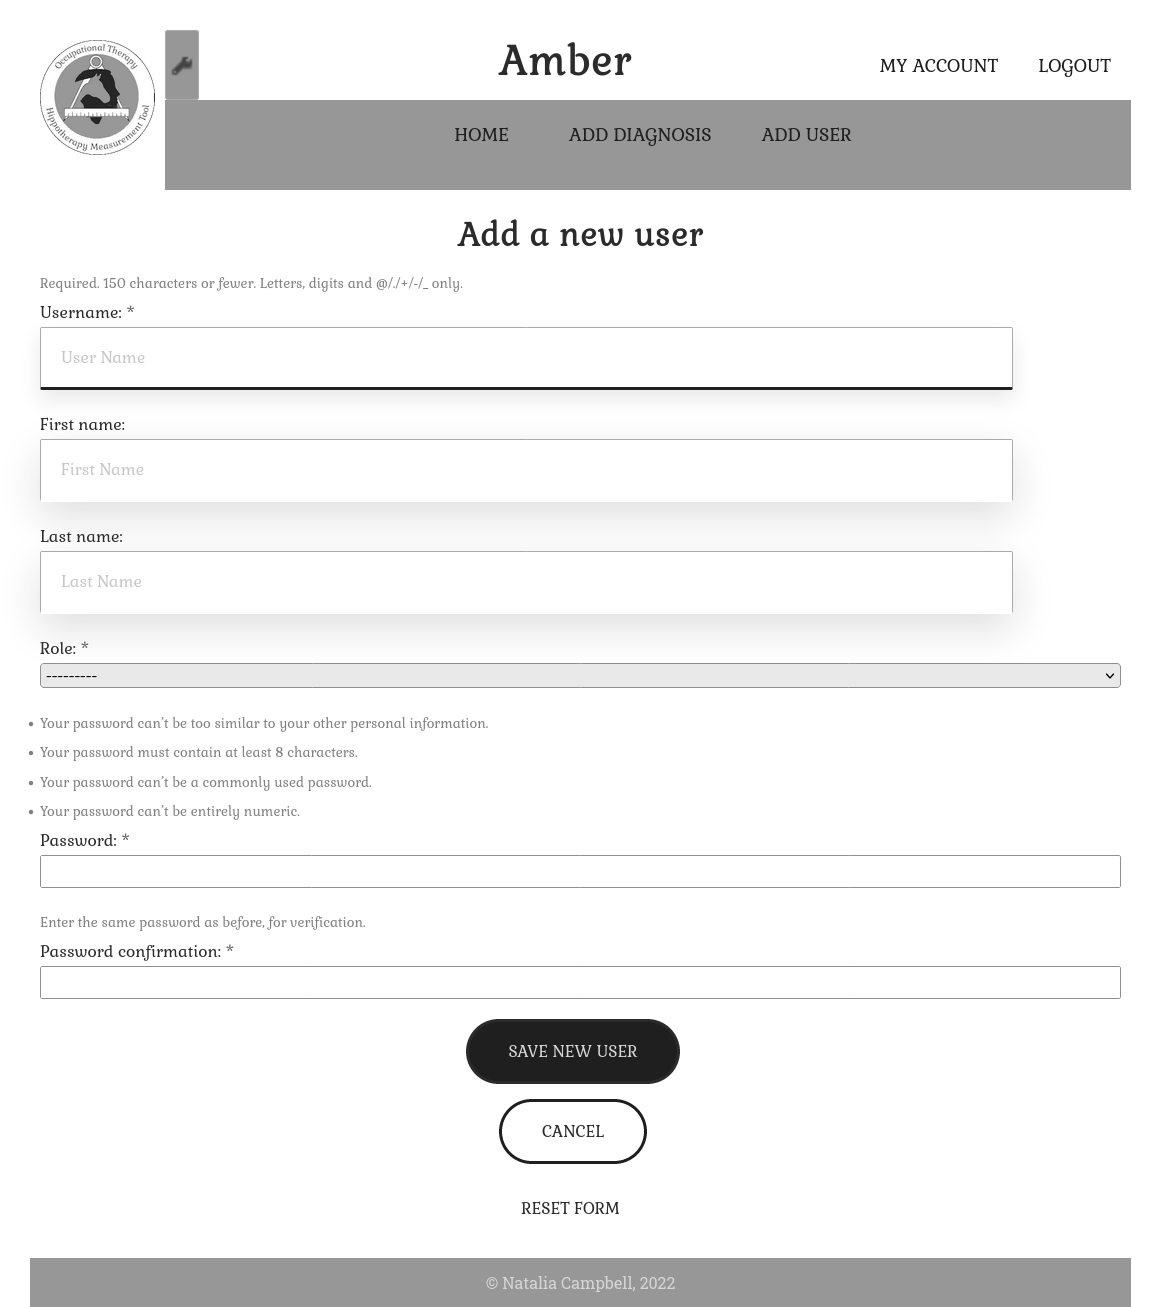 Occupational Therapy
Hippotherapy Measurement Tool
Amber
MY ACCOUNT
LOGOUT
HOME
ADD DIAGNOSIS
ADD USER
Add a new user
Required. 150 characters or fewer. Letters, digits and @/./+/-/_ only.
Username: *
User Name
First name:
First Name
Last name:
Last Name
Role: *
---------
• Your password can't be too similar to your other personal information.
• Your password must contain at least 8 characters.
• Your password can't be a commonly used password.
• Your password can't be entirely numeric.
Password: *
Enter the same password as before, for verification.
Password confirmation: *
SAVE NEW USER
CANCEL
RESET FORM
© Natalia Campbell, 2022